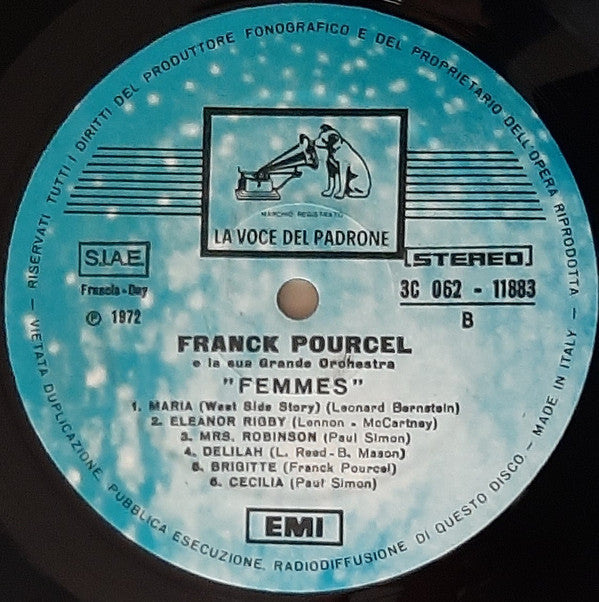 RISERVATI TUTTI I DIRITTI DEL PRODUTTORE FONOGRAFICO E DEL PROPRIETARIO DELL'OPERA RIPRODOTTA - MADE IN ITALY -
MARCHIO REGISTRATO
LA VOCE DEL PADRONE
S.I.A.E.
STEREO
Francis-Day
3C 062 - 11883
℗ 1972
B
FRANCK POURCEL
e la sua Grande Orchestra
"FEMMES"
1. MARIA (West Side Story) (Leonard Bernstein)
2. ELEANOR RIGBY (Lennon - McCartney)
3. MRS. ROBINSON (Paul Simon)
4. DELILAH (L. Reed-B. Mason)
5. BRIGITTE (Franck Pourcel)
6. CECILIA (Paul Simon)
EMI
— VIETATA DUPLICAZIONE, PUBBLICA ESECUZIONE, RADIODIFFUSIONE DI QUESTO DISCO -